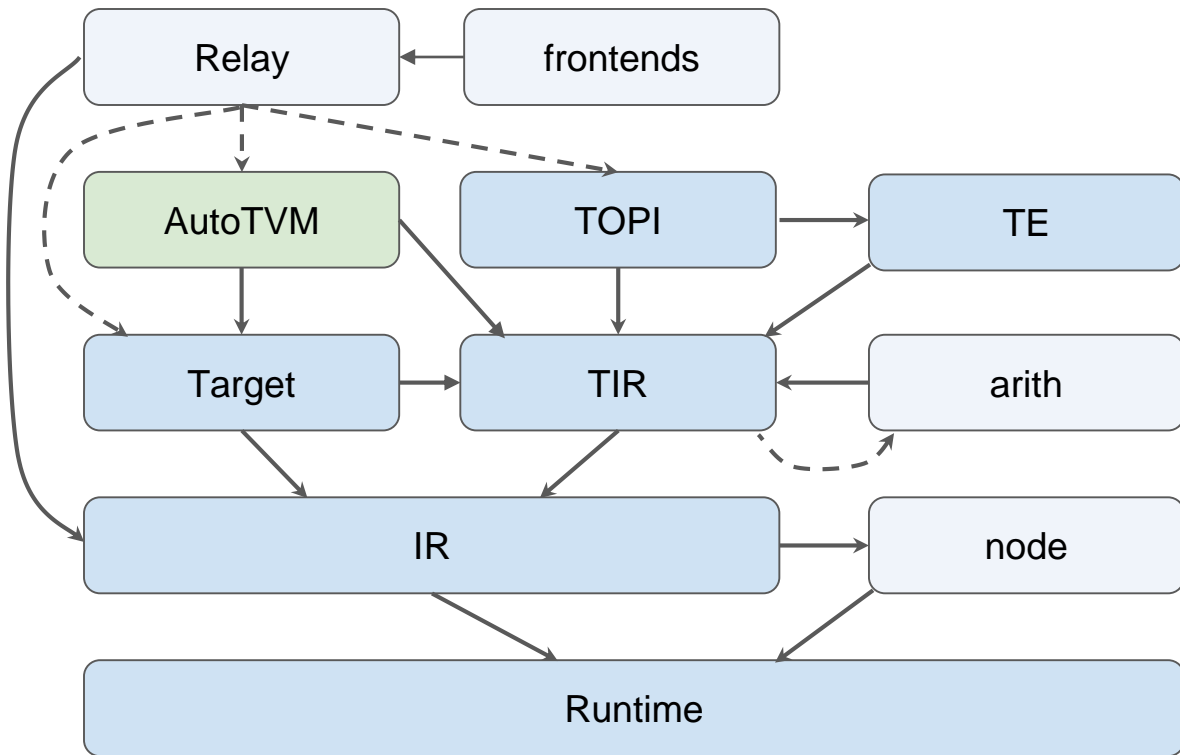 Relay
frontends
AutoTVM
TOPI
TE
Target
TIR
arith
IR
node
Runtime